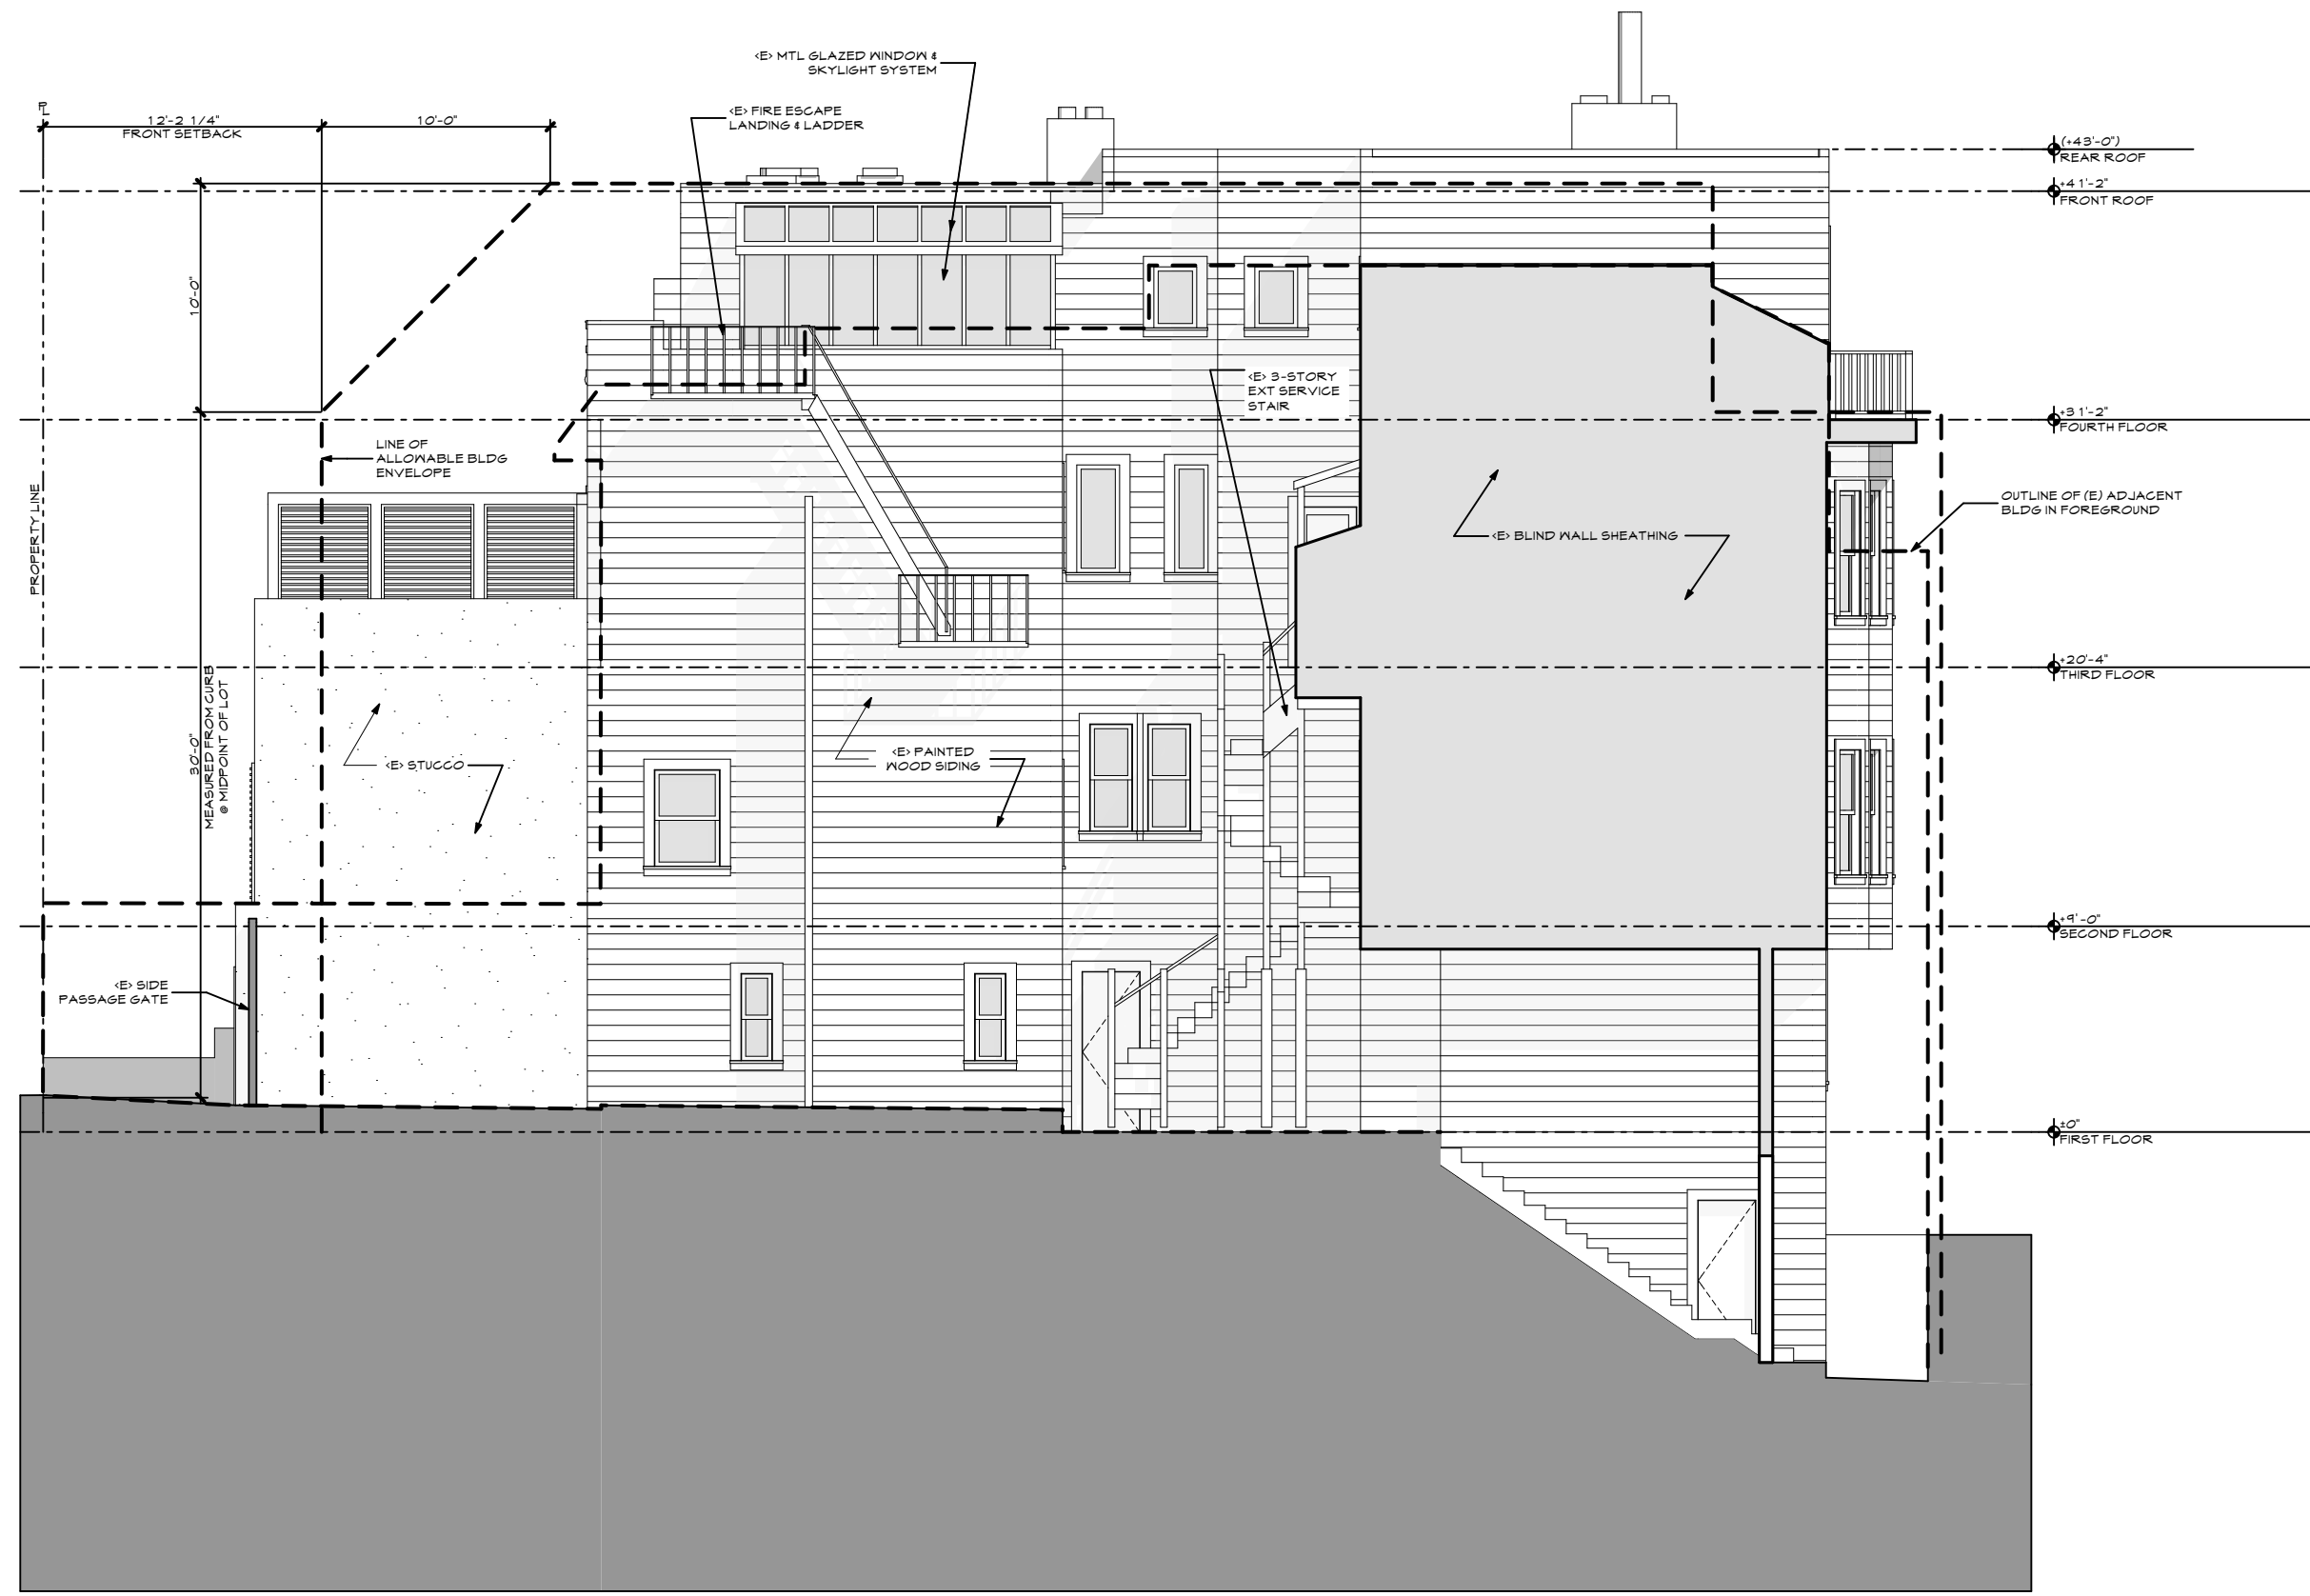 <E> MTL GLAZED WINDOW &
SKYLIGHT SYSTEM
<E> FIRE ESCAPE
LANDING & LADDER
PL
12'-2 1/4"
FRONT SETBACK
10'-0"
(+43'-0")
REAR ROOF
+41'-2"
FRONT ROOF
10'-0"
<E> 3-STORY
EXT SERVICE
STAIR
+31'-2"
FOURTH FLOOR
LINE OF
ALLOWABLE BLDG
ENVELOPE
PROPERTY LINE
OUTLINE OF (E) ADJACENT
BLDG IN FOREGROUND
<E> BLIND WALL SHEATHING
+20'-4"
THIRD FLOOR
30'-0"
MEASURED FROM CURB
@ MIDPOINT OF LOT
<E> STUCCO
<E> PAINTED
WOOD SIDING
+9'-0"
SECOND FLOOR
<E> SIDE
PASSAGE GATE
±0"
FIRST FLOOR